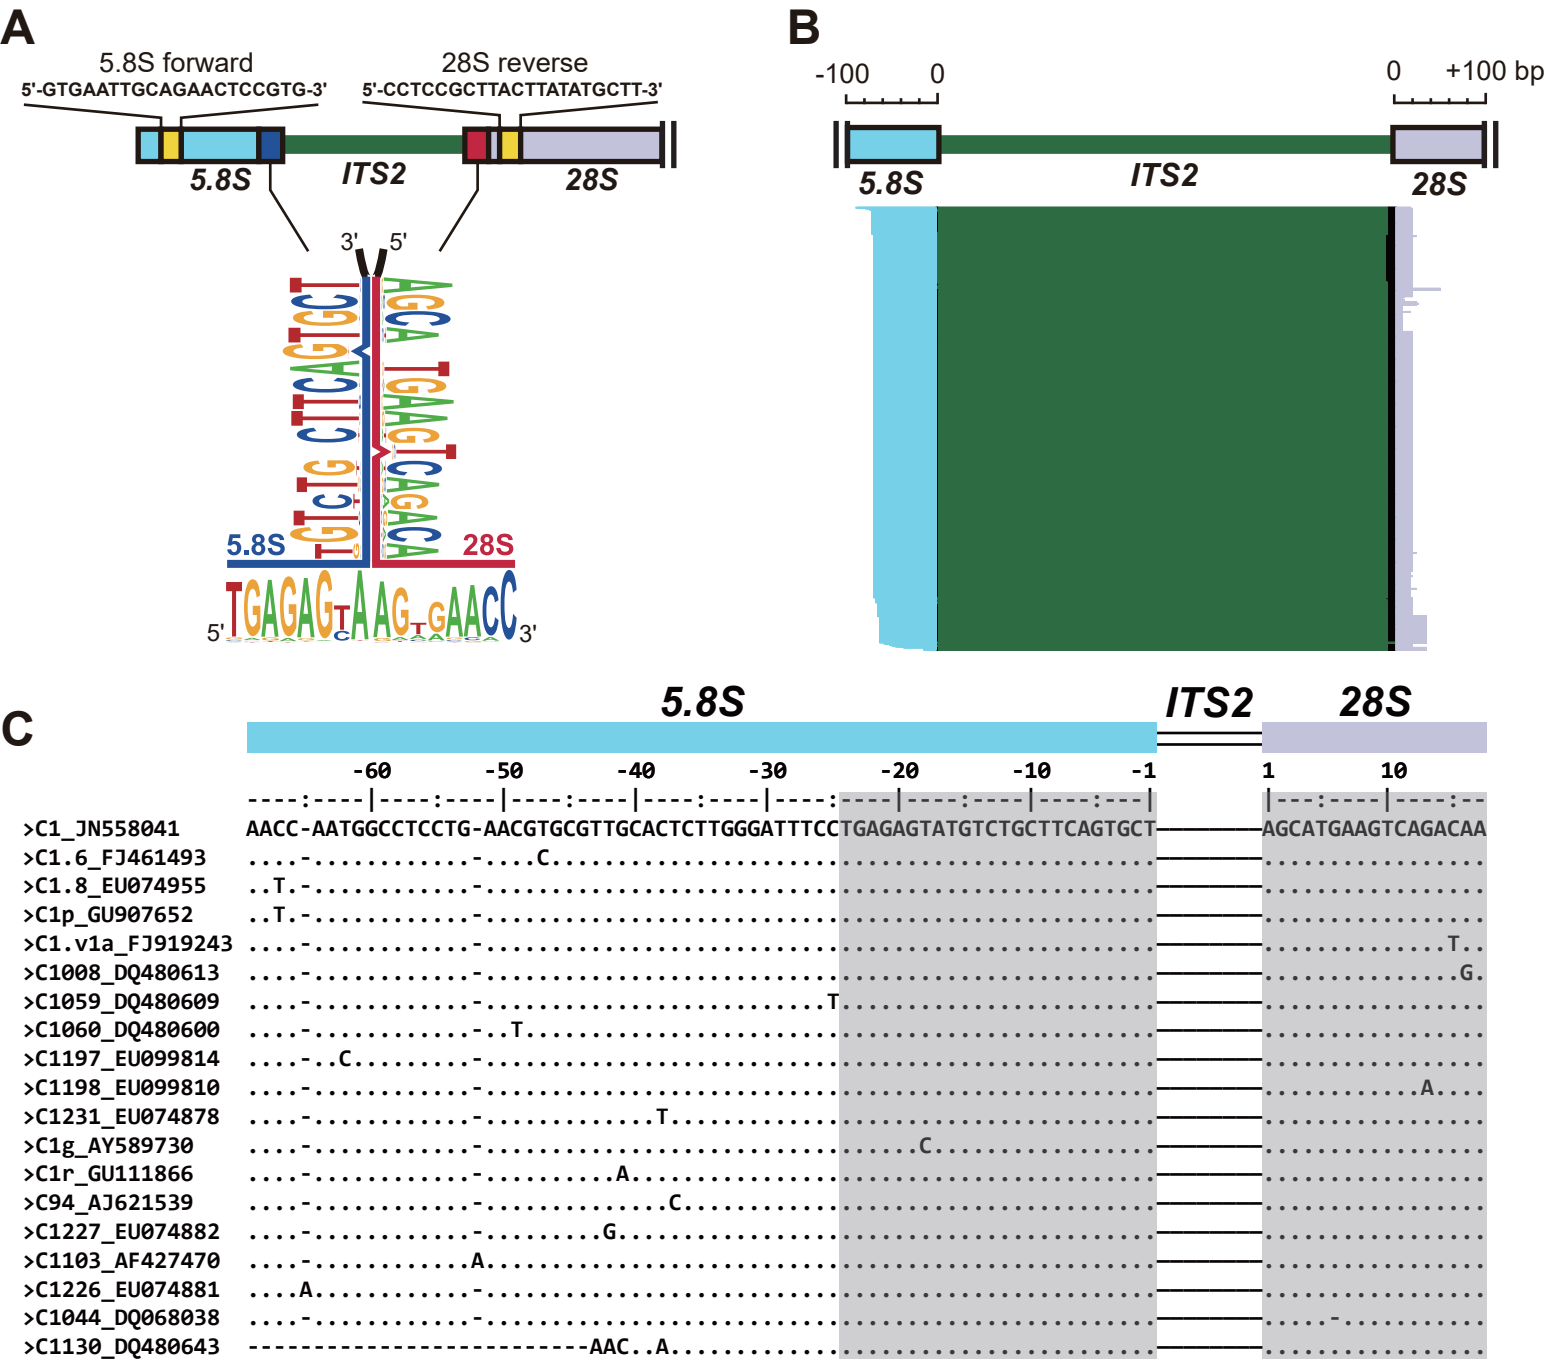 A
5.8S forward
5'-GTGAATTGCAGAACTCCGTG-3'
28S reverse
5'-CCTCCGCTTACTTATATGCTT-3'
5.8S
ITS2
28S
3'
5'
5.8S
28S
5'
TGAGAGTAAGTGAACC
3'
B
-100
0
0
+100 bp
5.8S
ITS2
28S
C
5.8S
ITS2
28S
-60
-50
-40
-30
-20
-10
-1
1
10
>C1_JN558041 AACC-AATGGCCTCCTG-AACGTGCGTTGCACTCTTGGGATTTCCTGAGAGTATGTCTGCTTCAGTGCT AGCATGAAGTCAGACAA
>C1.6_FJ461493 C
>C1.8_EU074955 T
>C1p_GU907652 T
>C1.v1a_FJ919243 T
>C1008_DQ480613 G
>C1059_DQ480609 T
>C1060_DQ480600 T
>C1197_EU099814 C
>C1198_EU099810 A
>C1231_EU074878 T
>C1g_AY589730 C
>C1r_GU111866 A
>C94_AJ621539 C
>C1227_EU074882 G
>C1103_AF427470 A
>C1226_EU074881 A
>C1044_DQ068038 -
>C1130_DQ480643 AAC..A